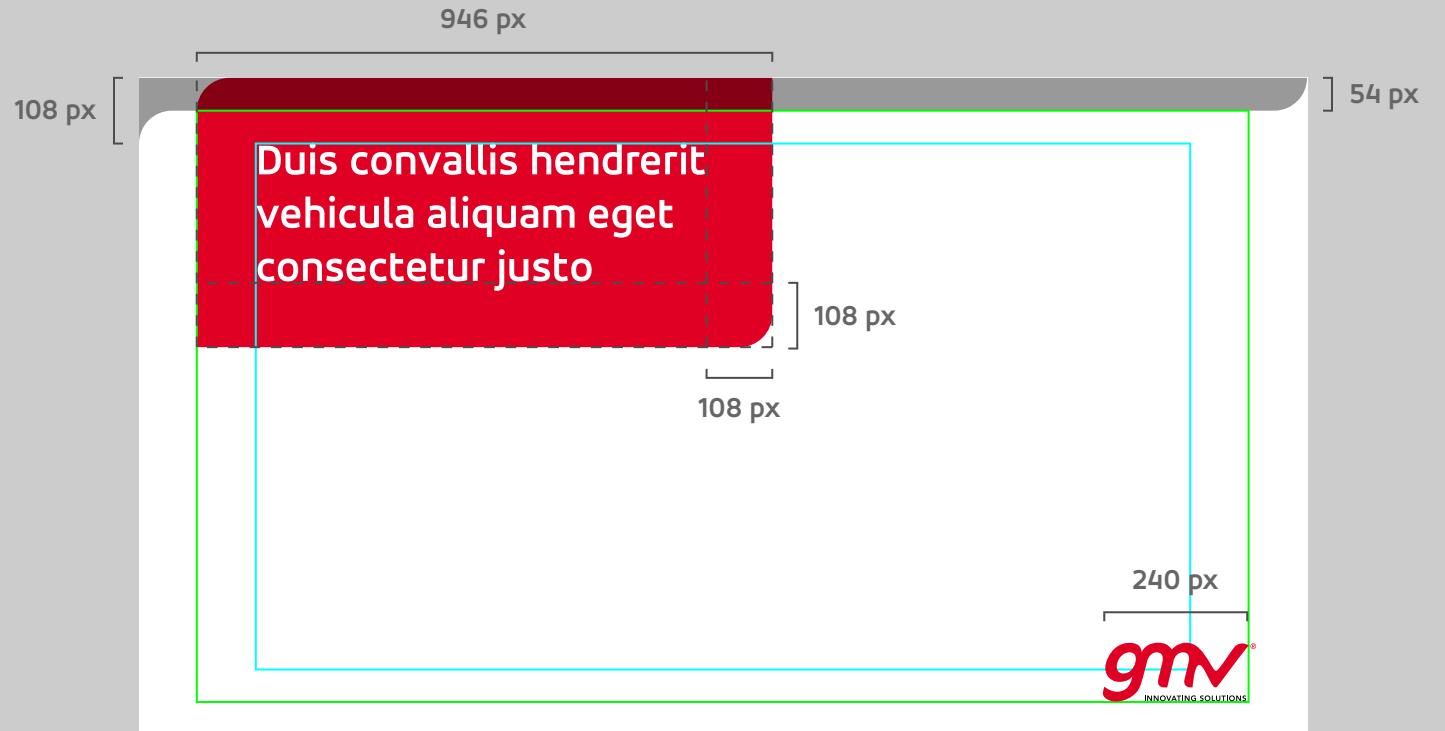 946 px
108 px
54 px
Duis convallis hendrerit
vehicula aliquam eget
consectetur justo
108 px
108 px
240 px
gmv®
INNOVATING SOLUTIONS